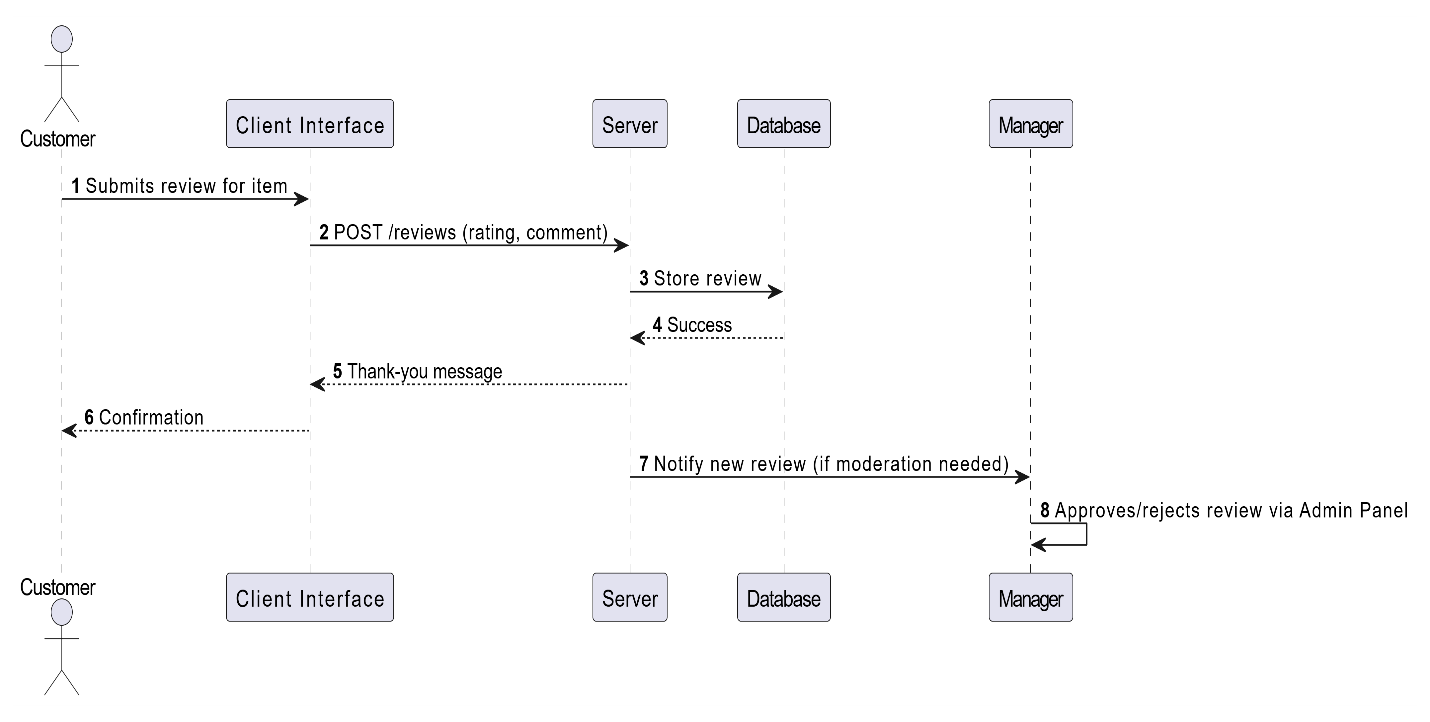 Customer
Client Interface
Server
Database
Manager
1 Submits review for item
2 POST /reviews (rating, comment)
3 Store review
4 Success
5 Thank-you message
6 Confirmation
7 Notify new review (if moderation needed)
8 Approves/rejects review via Admin Panel
Customer
Client Interface
Server
Database
Manager